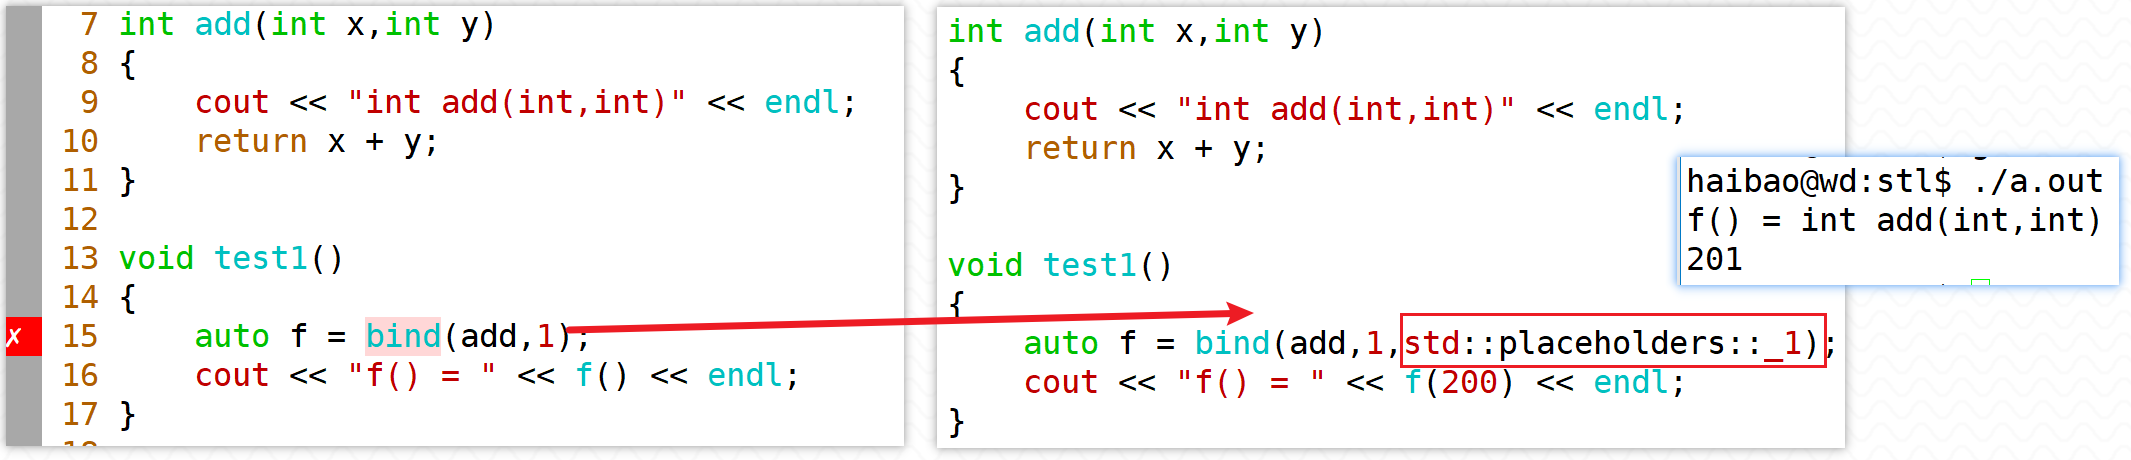 7 int add(int x,int y)
8 {
9     cout << "int add(int,int)" << endl;
10     return x + y;
11 }
12
13 void test1()
14 {
✗ 15     auto f = bind(add,1);
16     cout << "f() = " << f() << endl;
17 }
int add(int x,int y)
{
    cout << "int add(int,int)" << endl;
    return x + y;
}
void test1()
{
    auto f = bind(add,1,std::placeholders::_1);
    cout << "f() = " << f(200) << endl;
}
haibao@wd:stl$ ./a.out
f() = int add(int,int)
201